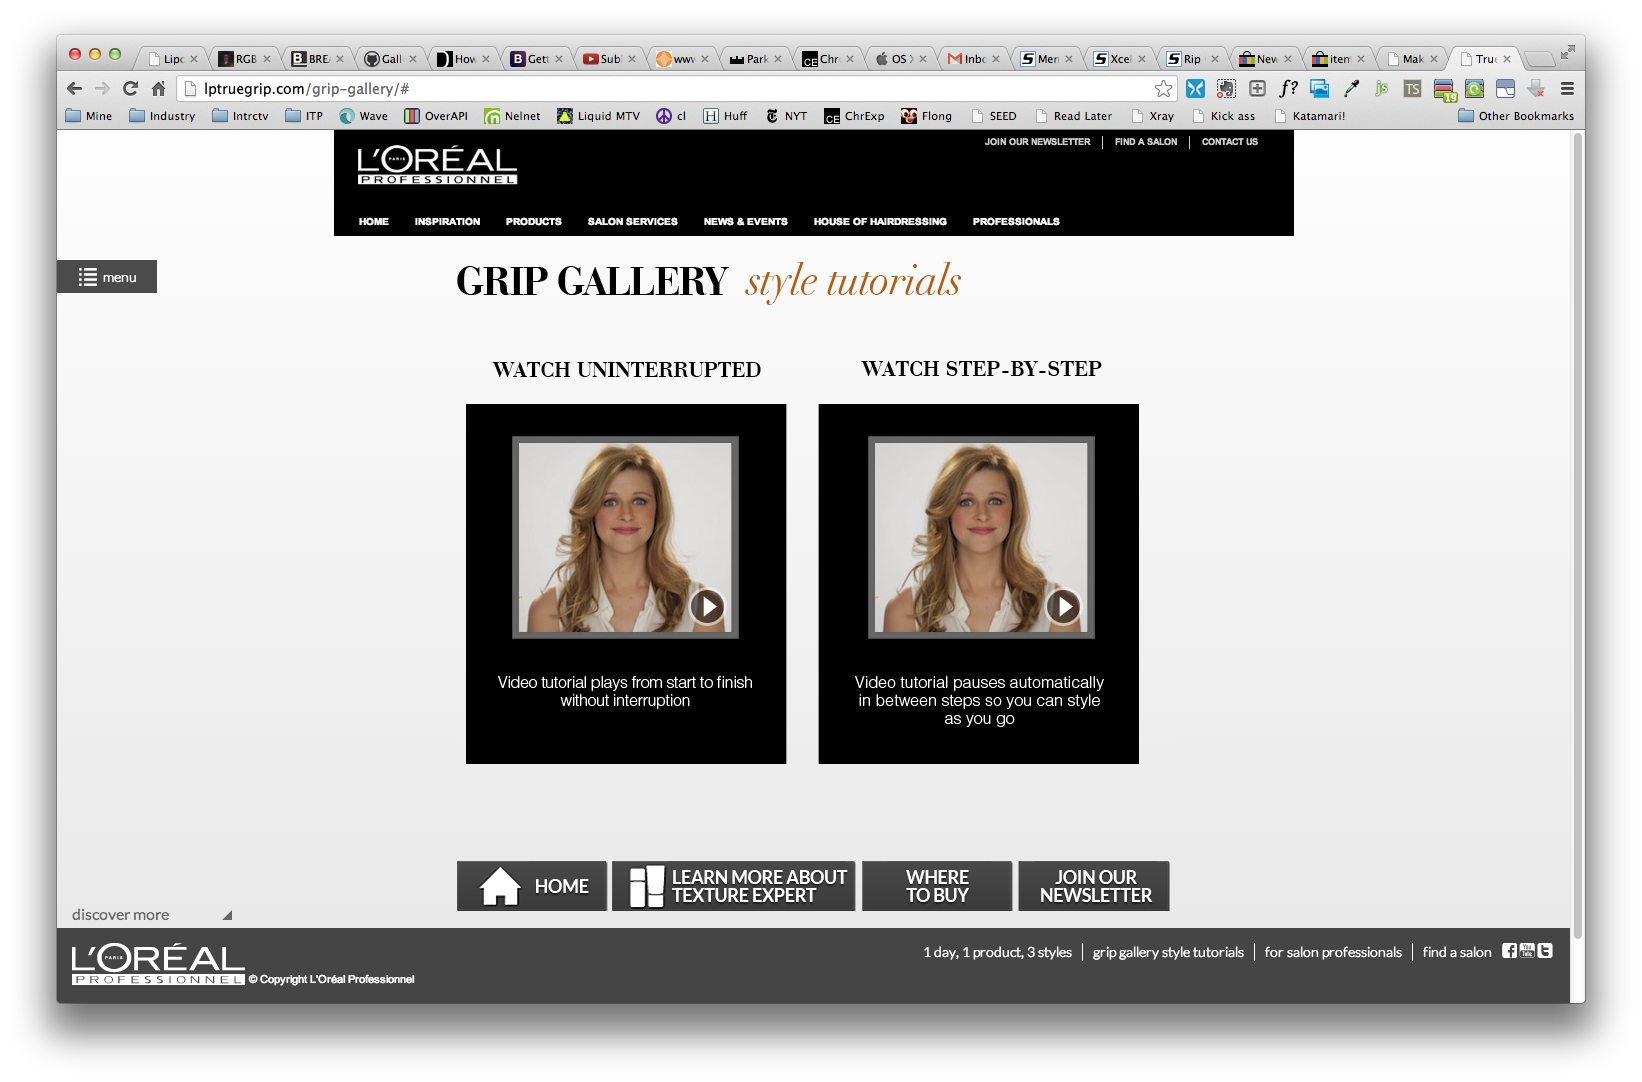 Lipc
RGB
BRE
Gall
How
Gett
Subl
www
Park
Chr
OS X
Inbc
Mer
Xcel
Rip
New
item
Mak
True
lptruegrip.com/grip-gallery/#
f?
js
TS
19
Mine
Industry
Intrctv
ITP
Wave
OverAPI
Nelnet
Liquid MTV
cl
Huff
NYT
ChrExp
Flong
SEED
Read Later
Xray
Kick ass
Katamari!
Other Bookmarks
L'ORÉAL
PARIS
PROFESSIONNEL
JOIN OUR NEWSLETTER
FIND A SALON
CONTACT US
HOME
INSPIRATION
PRODUCTS
SALON SERVICES
NEWS & EVENTS
HOUSE OF HAIRDRESSING
PROFESSIONALS
menu
GRIP GALLERY style tutorials
WATCH UNINTERRUPTED
Video tutorial plays from start to finish
without interruption
WATCH STEP-BY-STEP
Video tutorial pauses automatically
in between steps so you can style
as you go
HOME
LEARN MORE ABOUT
TEXTURE EXPERT
WHERE
TO BUY
JOIN OUR
NEWSLETTER
discover more
L'ORÉAL
PARIS
PROFESSIONNEL
© Copyright L'Oréal Professionnel
1 day, 1 product, 3 styles
grip gallery style tutorials
for salon professionals
find a salon